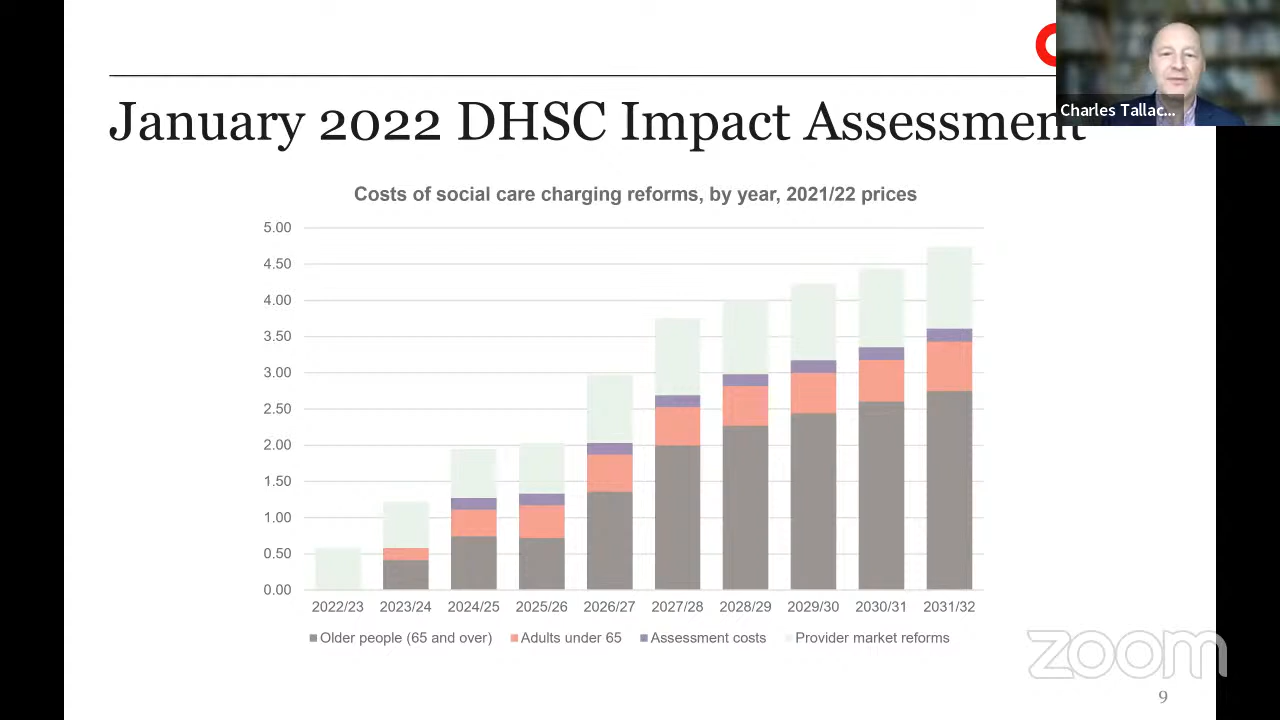 Charles Tallac...
January 2022 DHSC Impact Assessment
Costs of social care charging reforms, by year, 2021/22 prices
5.00
4.50
4.00
3.50
3.00
2.50
2.00
1.50
1.00
0.50
0.00
2022/23 2023/24 2024/25 2025/26 2026/27 2027/28 2028/29 2029/30 2030/31 2031/32
Older people (65 and over) Adults under 65 Assessment costs Provider market reforms
zoom
9